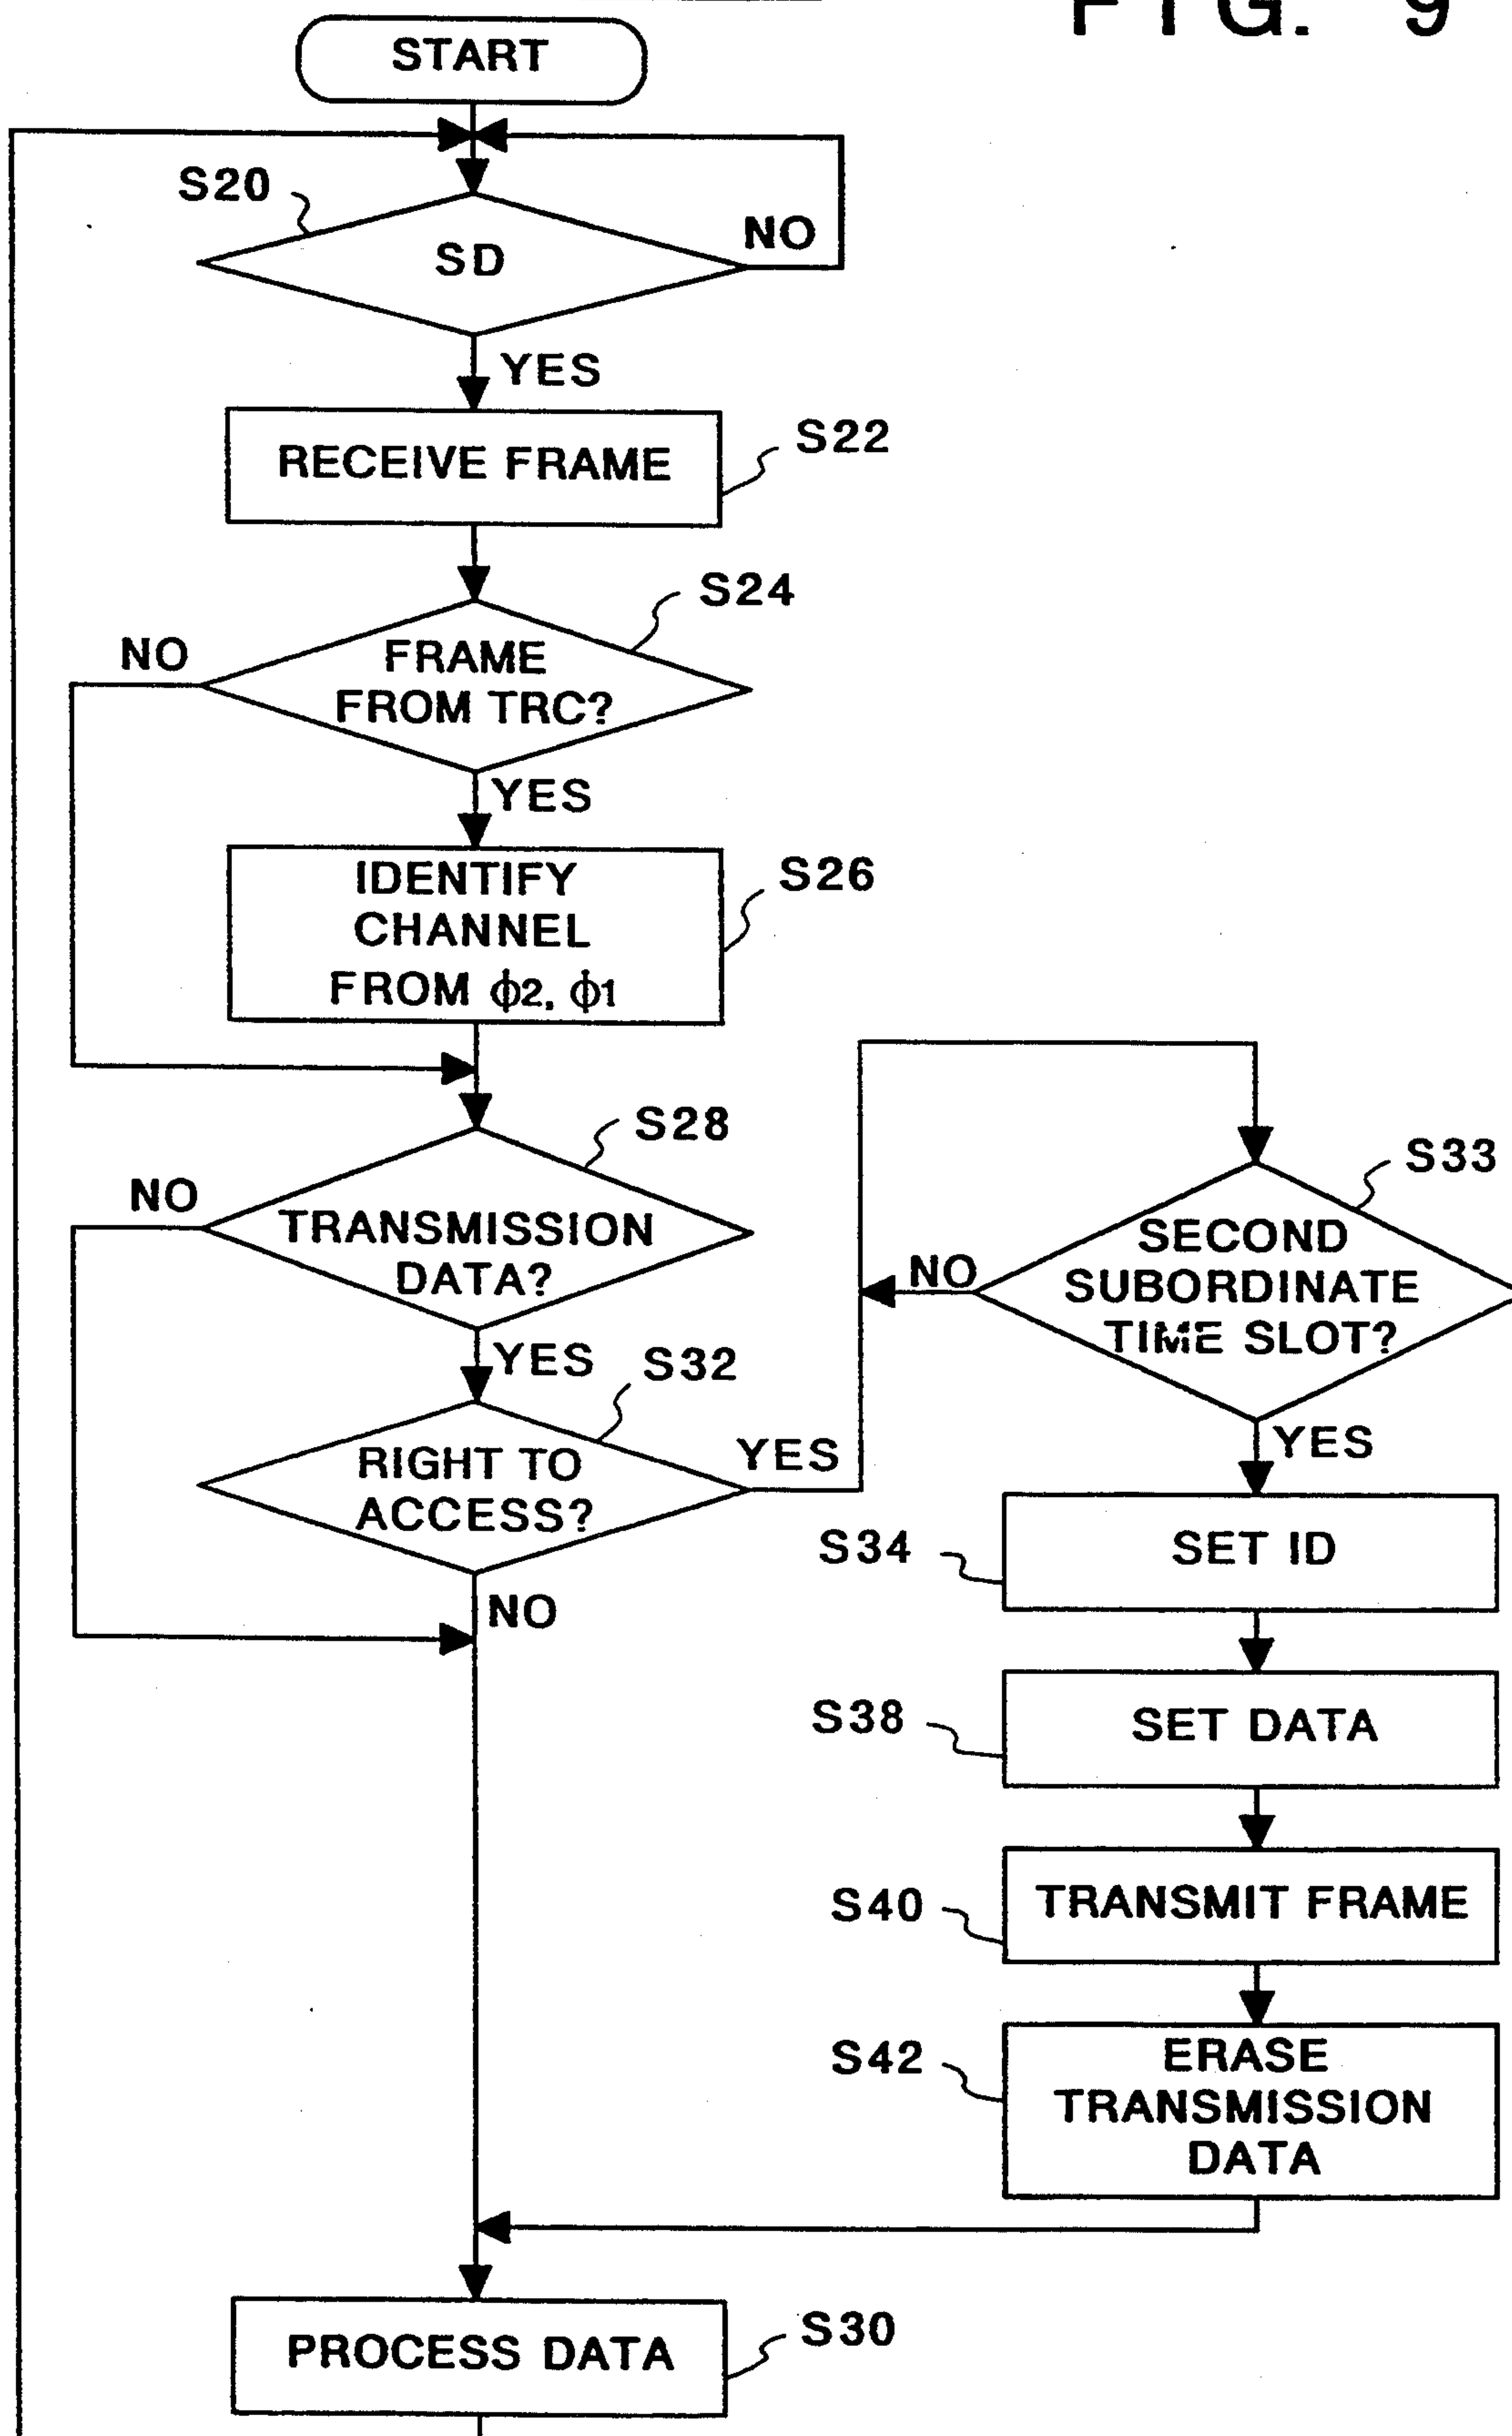 FIG. 9
START
S20
SD
NO
YES
RECEIVE FRAME
S22
S24
NO
FRAME
FROM TRC?
YES
IDENTIFY
CHANNEL
FROM ϕ2, ϕ1
S26
S28
NO
TRANSMISSION
DATA?
YES
S32
RIGHT TO
ACCESS?
YES
NO
S33
SECOND
SUBORDINATE
TIME SLOT?
NO
YES
S34
SET ID
S38
SET DATA
S40
TRANSMIT FRAME
S42
ERASE
TRANSMISSION
DATA
PROCESS DATA
S30